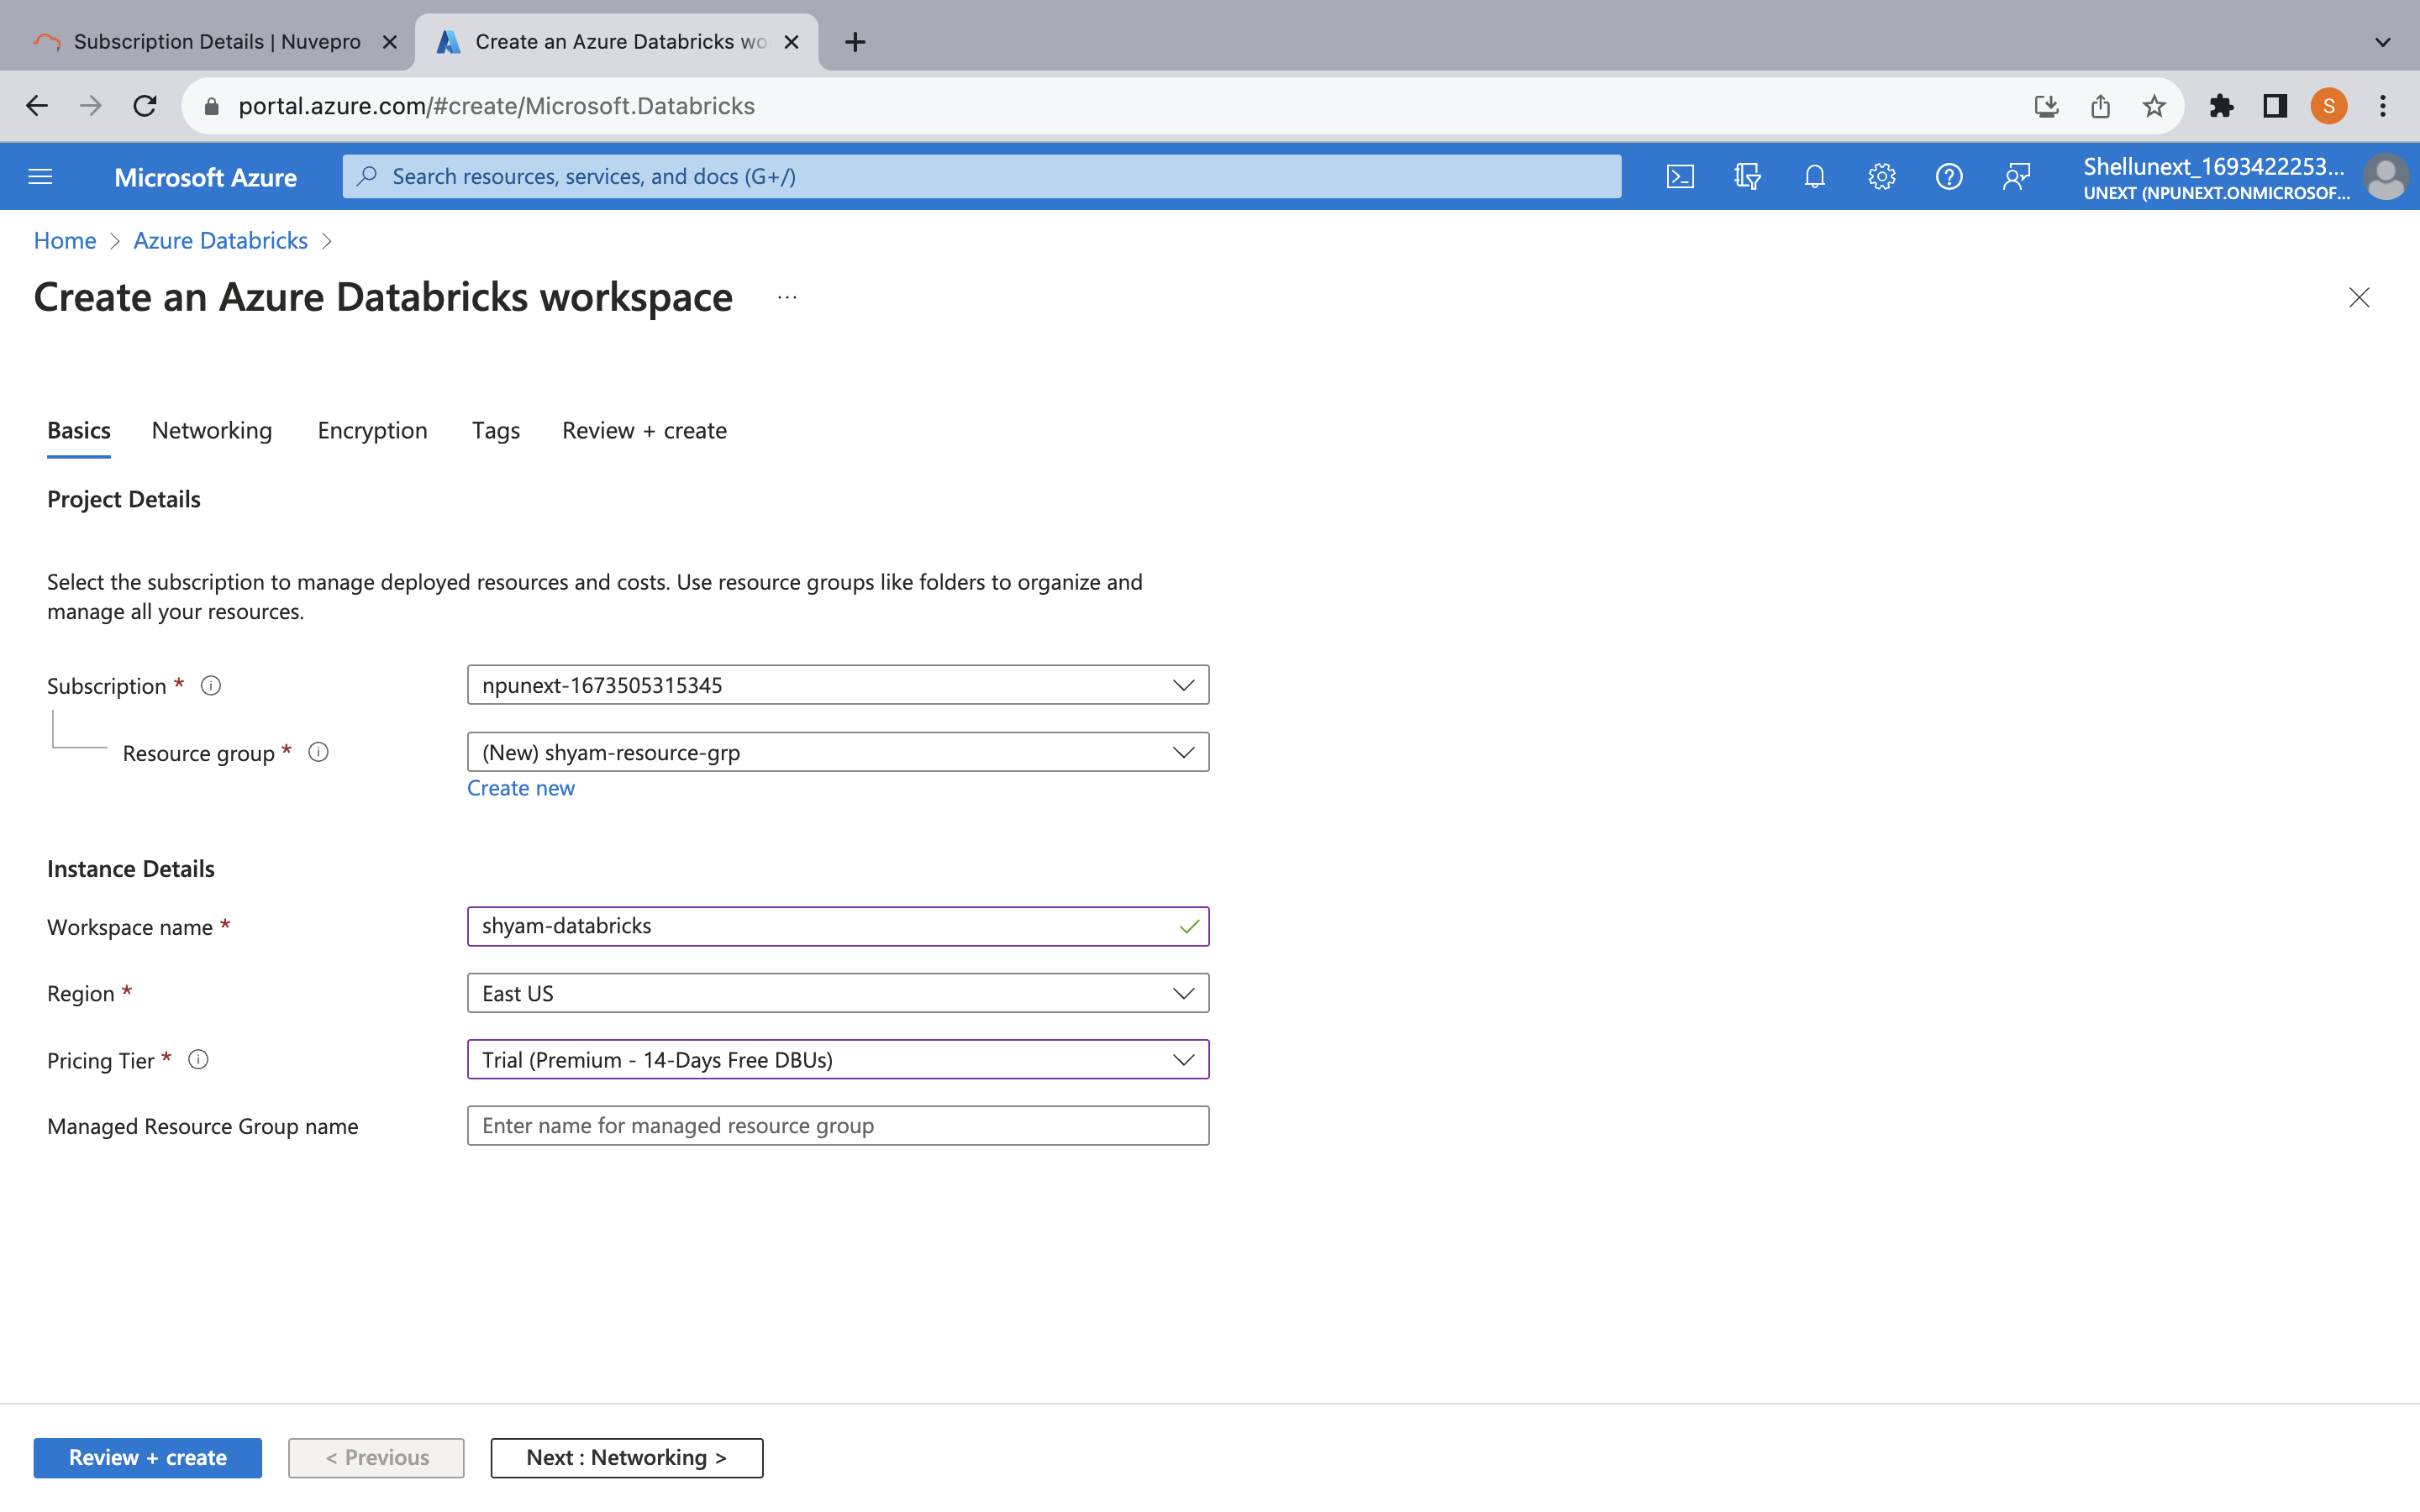 Subscription Details | Nuvepro
Create an Azure Databricks wo
portal.azure.com/#create/Microsoft.Databricks
S
Microsoft Azure
Search resources, services, and docs (G+/)
Shellunext_1693422253...
UNEXT (NPUNEXT.ONMICROSOF...
Home > Azure Databricks >
Create an Azure Databricks workspace ...
Basics Networking Encryption Tags Review + create
Project Details
Select the subscription to manage deployed resources and costs. Use resource groups like folders to organize and
manage all your resources.
Subscription * npunext-1673505315345
Resource group * (New) shyam-resource-grp
Create new
Instance Details
Workspace name * shyam-databricks
Region * East US
Pricing Tier * Trial (Premium - 14-Days Free DBUs)
Managed Resource Group name Enter name for managed resource group
Review + create < Previous Next : Networking >